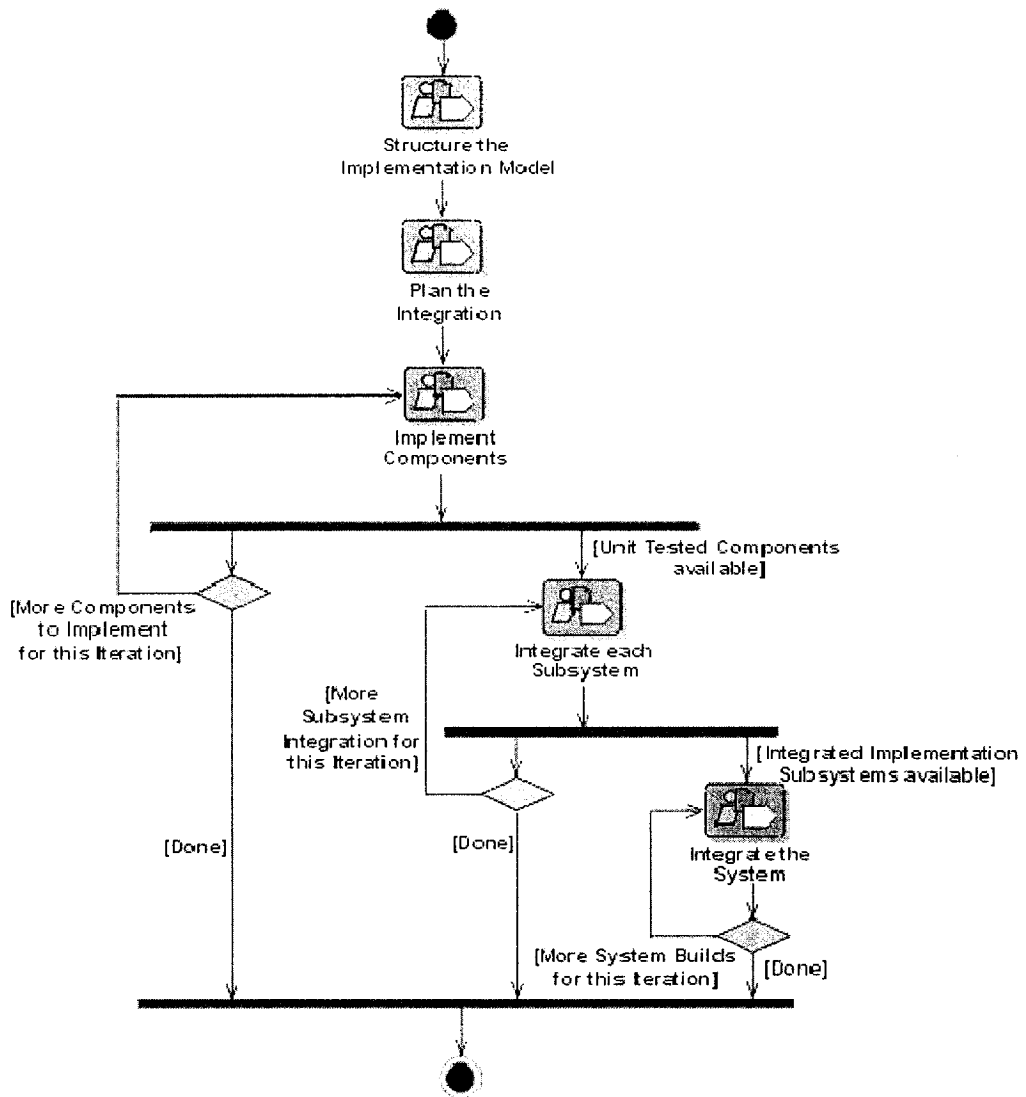 Structure the
Implementation Model
Plan the
Integration
Implement
Components
[Unit Tested Components
available]
[More Components
to Implement
for this Iteration]
Integrate each
Subsystem
[More
Subsystem
Integration for
this Iteration]
[Integrated Implementation
Subsystems available]
[Done]
[Done]
Integrate the
System
[More System Builds
for this Iteration]
[Done]